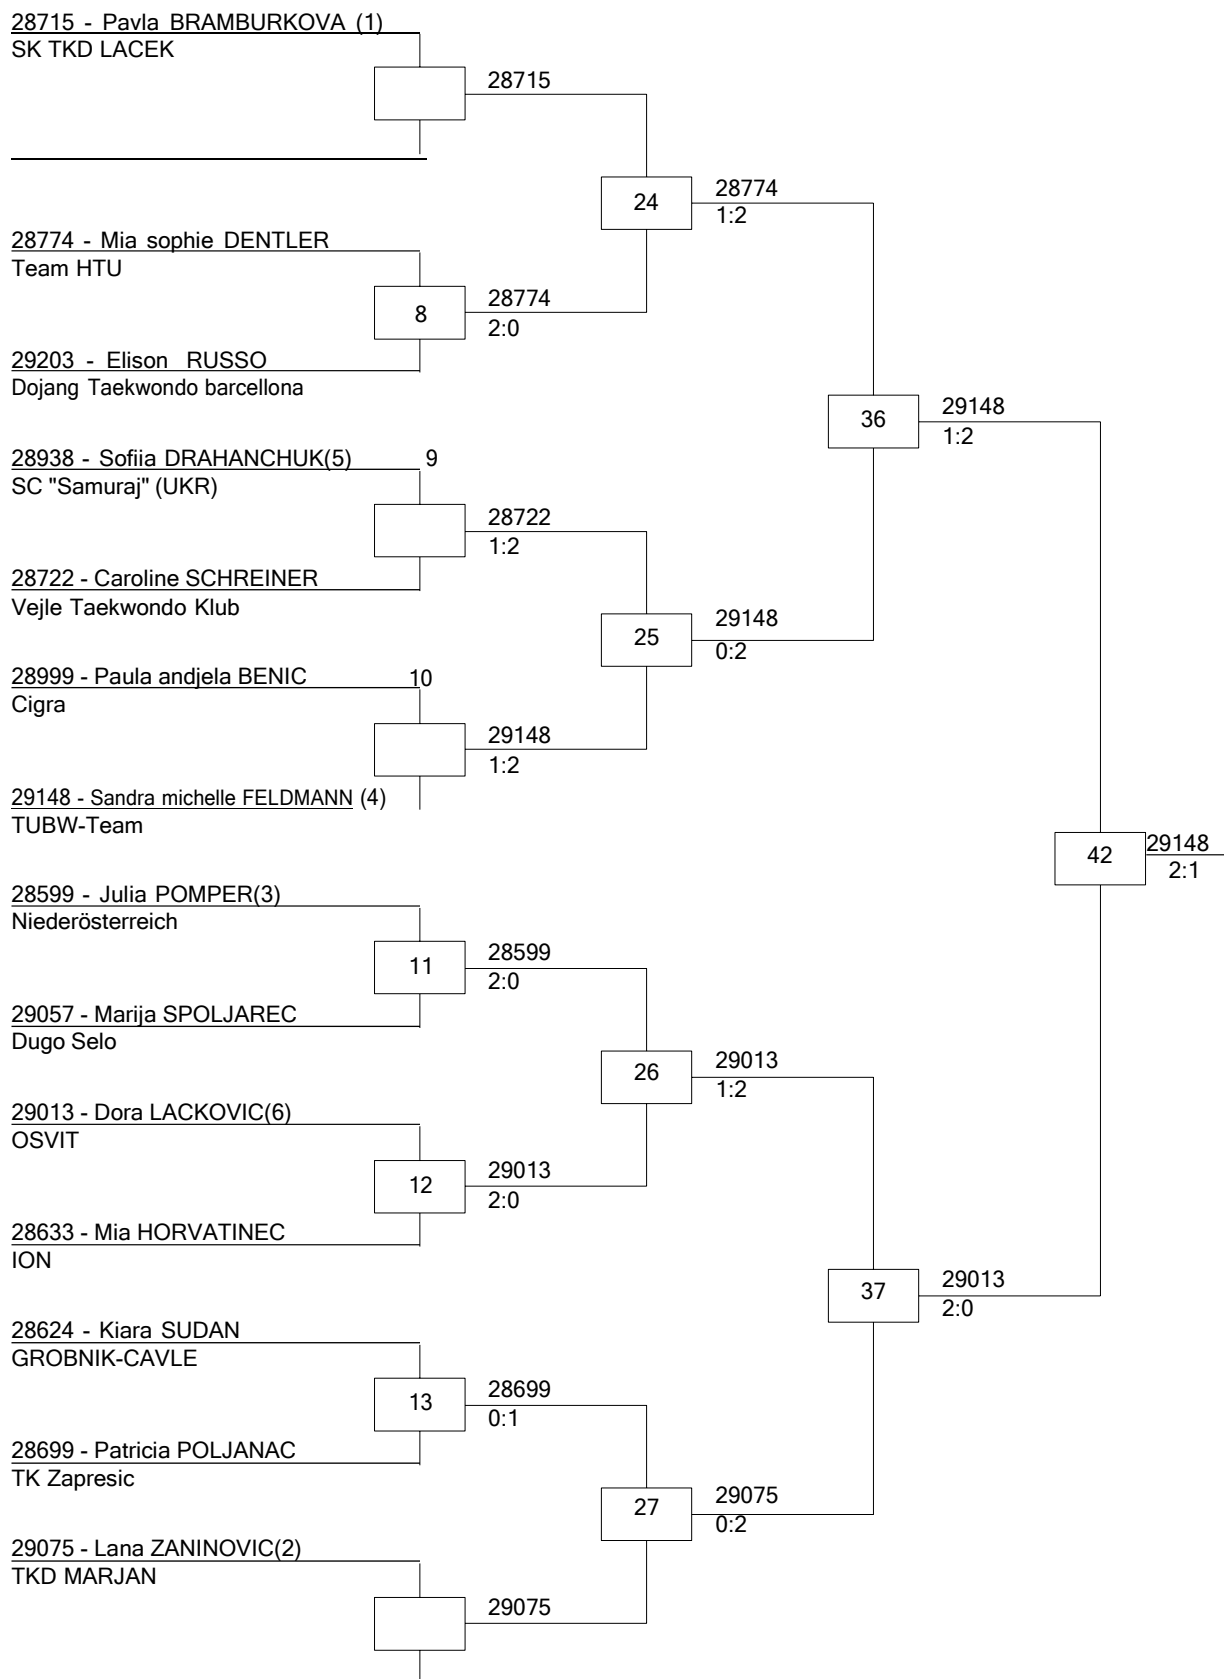 28715 - Pavla BRAMBURKOVA (1)
SK TKD LACEK
28715
24
28774
1:2
28774 - Mia sophie DENTLER
Team HTU
8
28774
2:0
29203 - Elison RUSSO
Dojang Taekwondo barcellona
36
29148
1:2
28938 - Sofiia DRAHANCHUK(5)
9
SC "Samuraj" (UKR)
28722
1:2
28722 - Caroline SCHREINER
Vejle Taekwondo Klub
25
29148
0:2
28999 - Paula andjela BENIC
10
Cigra
29148
1:2
29148 - Sandra michelle FELDMANN (4)
TUBW-Team
42
29148
2:1
28599 - Julia POMPER(3)
Niederösterreich
11
28599
2:0
29057 - Marija SPOLJAREC
Dugo Selo
26
29013
1:2
29013 - Dora LACKOVIC(6)
OSVIT
12
29013
2:0
28633 - Mia HORVATINEC
ION
37
29013
2:0
28624 - Kiara SUDAN
GROBNIK-CAVLE
13
28699
0:1
28699 - Patricia POLJANAC
TK Zapresic
27
29075
0:2
29075 - Lana ZANINOVIC(2)
TKD MARJAN
29075